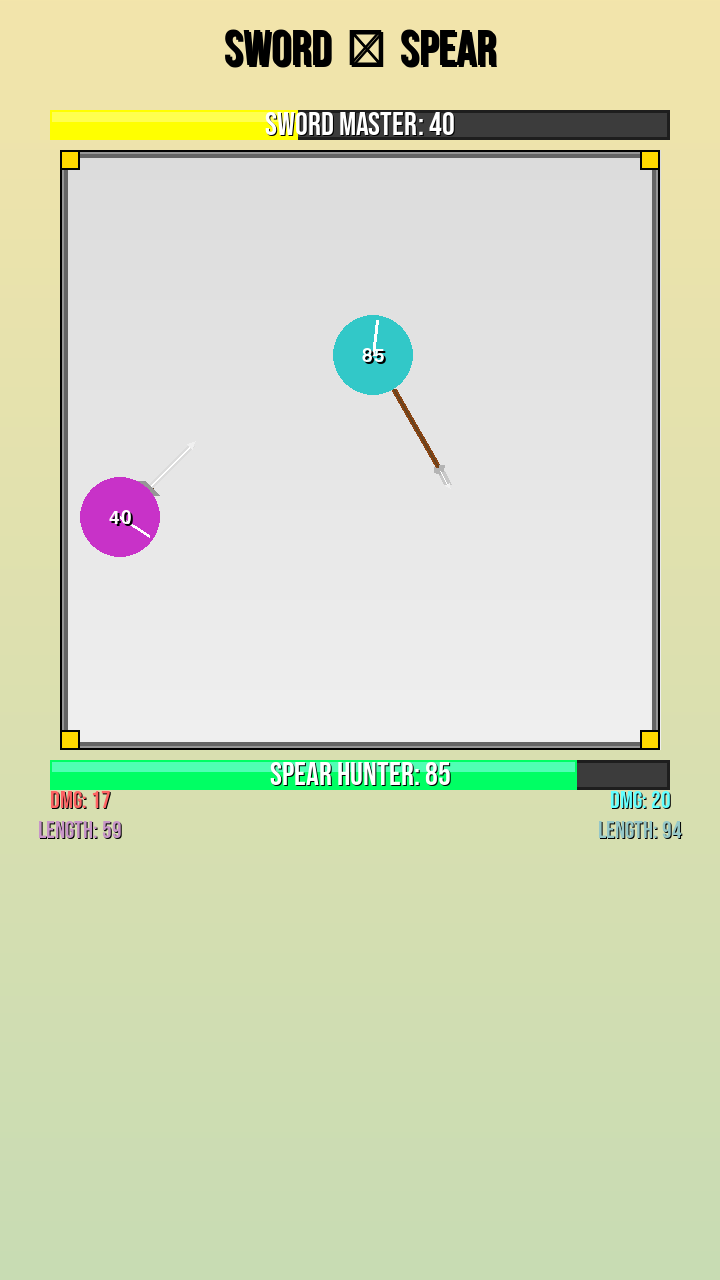 SWORD SPEAR
SWORD MASTER: 40
85
40
SPEAR HUNTER: 85
DMG: 17
DMG: 20
LENGTH: 59
LENGTH: 94